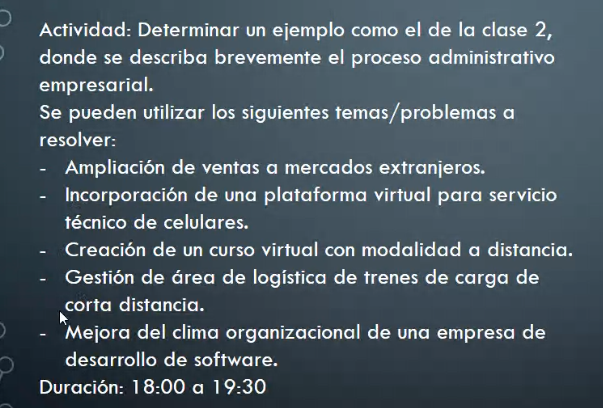 Actividad: Determinar un ejemplo como el de la clase 2,
donde se describa brevemente el proceso administrativo
empresarial.
Se pueden utilizar los siguientes temas/problemas a
resolver:
- Ampliación de ventas a mercados extranjeros.
- Incorporación de una plataforma virtual para servicio
técnico de celulares.
- Creación de un curso virtual con modalidad a distancia.
- Gestión de área de logística de trenes de carga de
corta distancia.
- Mejora del clima organizacional de una empresa de
desarrollo de software.
Duración: 18:00 a 19:30